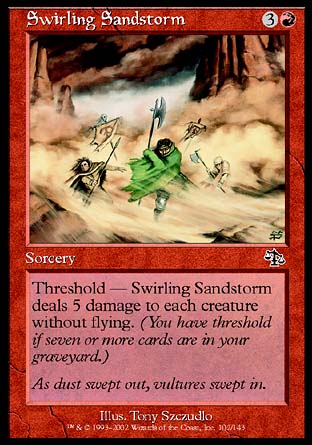 Swirling Sandstorm 3
Sorcery
Threshold — Swirling Sandstorm
deals 5 damage to each creature
without flying. (You have threshold
if seven or more cards are in your
graveyard.)
As dust swept out, vultures swept in.
Illus. Tony Szczudlo
™ & © 1993–2002 Wizards of the Coast, Inc. 102/143